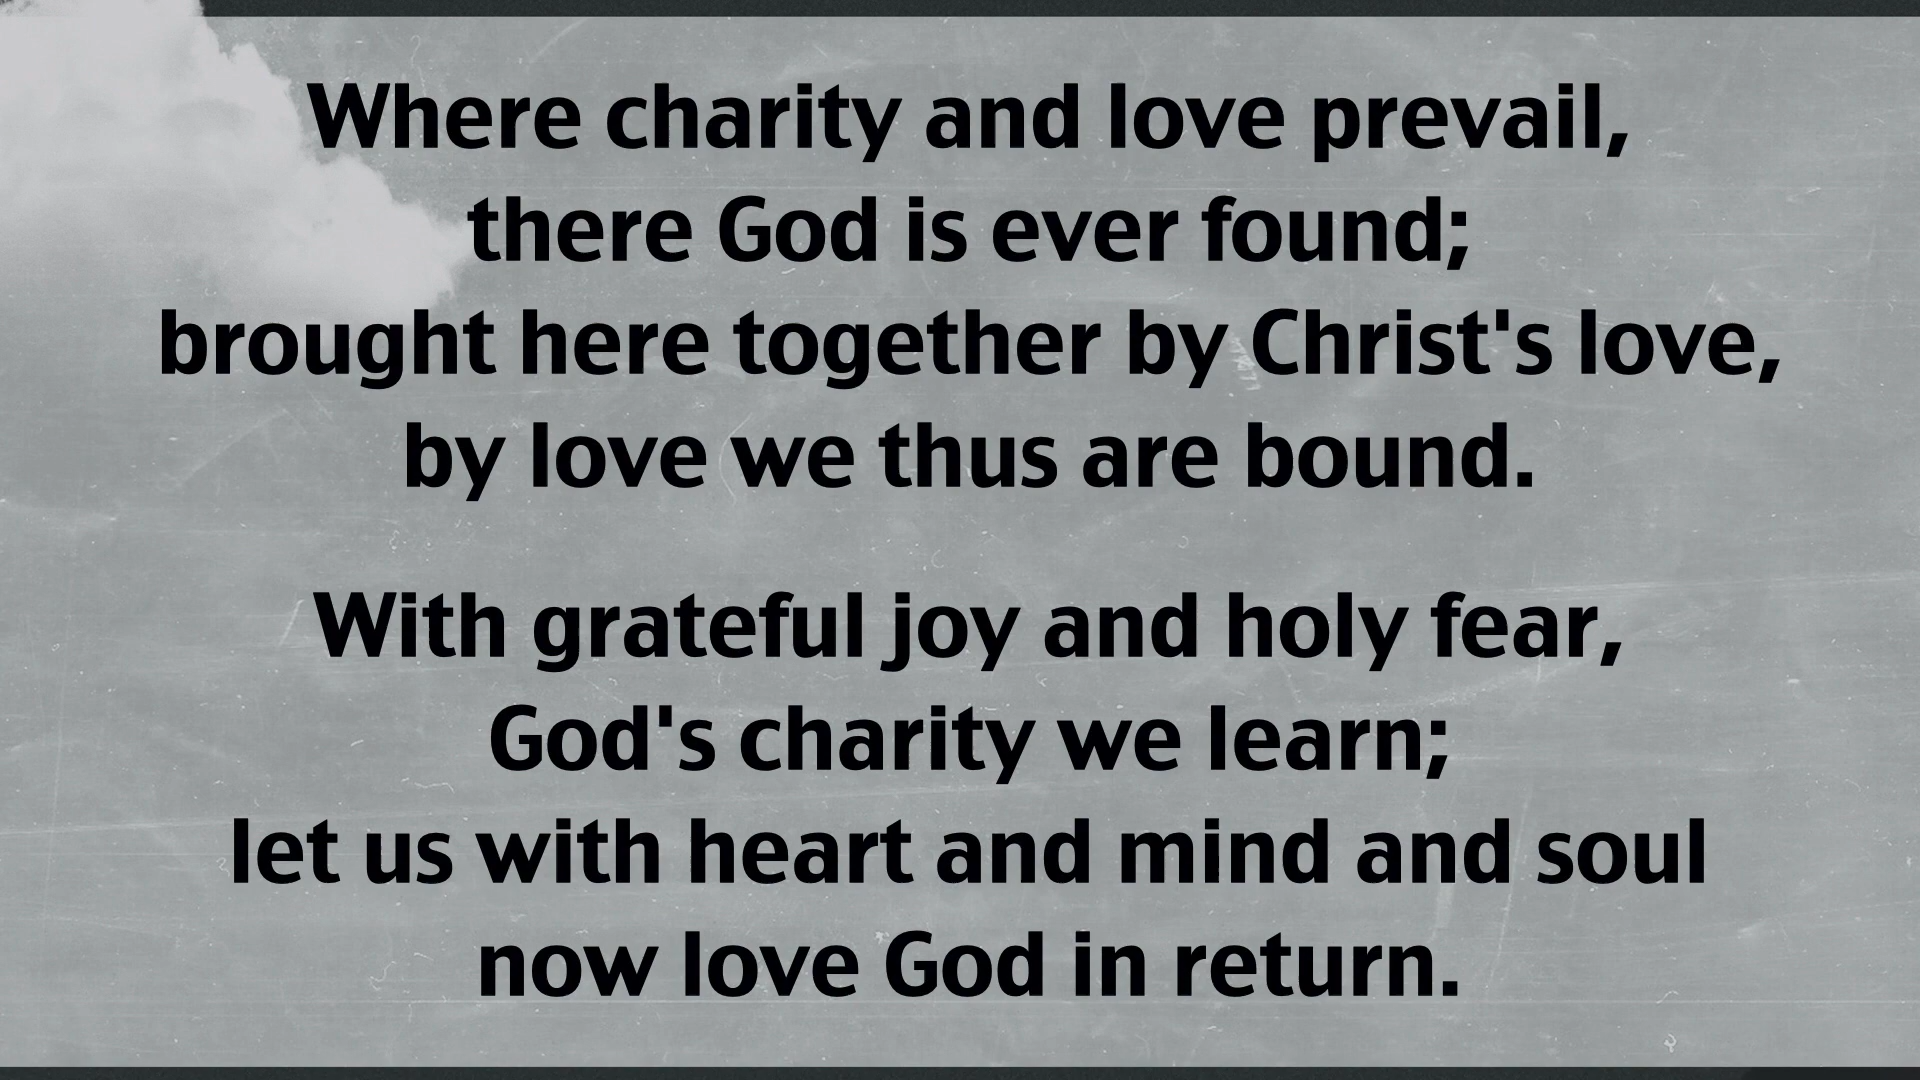 Where charity and love prevail,
there God is ever found;
brought here together by Christ's love,
by love we thus are bound.
With grateful joy and holy fear,
God's charity we learn;
let us with heart and mind and soul
now love God in return.